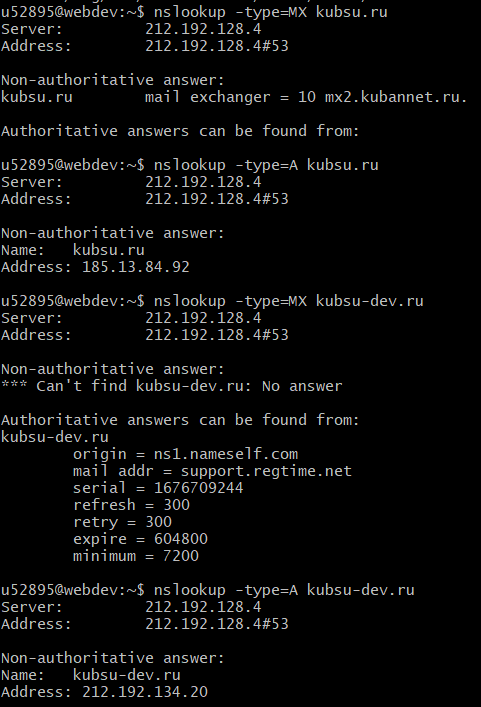 u52895@webdev:~$ nslookup -type=MX kubsu.ru
Server:         212.192.128.4
Address:        212.192.128.4#53

Non-authoritative answer:
kubsu.ru        mail exchanger = 10 mx2.kubannet.ru.

Authoritative answers can be found from:

u52895@webdev:~$ nslookup -type=A kubsu.ru
Server:         212.192.128.4
Address:        212.192.128.4#53

Non-authoritative answer:
Name:   kubsu.ru
Address: 185.13.84.92

u52895@webdev:~$ nslookup -type=MX kubsu-dev.ru
Server:         212.192.128.4
Address:        212.192.128.4#53

Non-authoritative answer:
*** Can't find kubsu-dev.ru: No answer

Authoritative answers can be found from:
kubsu-dev.ru
        origin = ns1.nameself.com
        mail addr = support.regtime.net
        serial = 1676709244
        refresh = 300
        retry = 300
        expire = 604800
        minimum = 7200

u52895@webdev:~$ nslookup -type=A kubsu-dev.ru
Server:         212.192.128.4
Address:        212.192.128.4#53

Non-authoritative answer:
Name:   kubsu-dev.ru
Address: 212.192.134.20